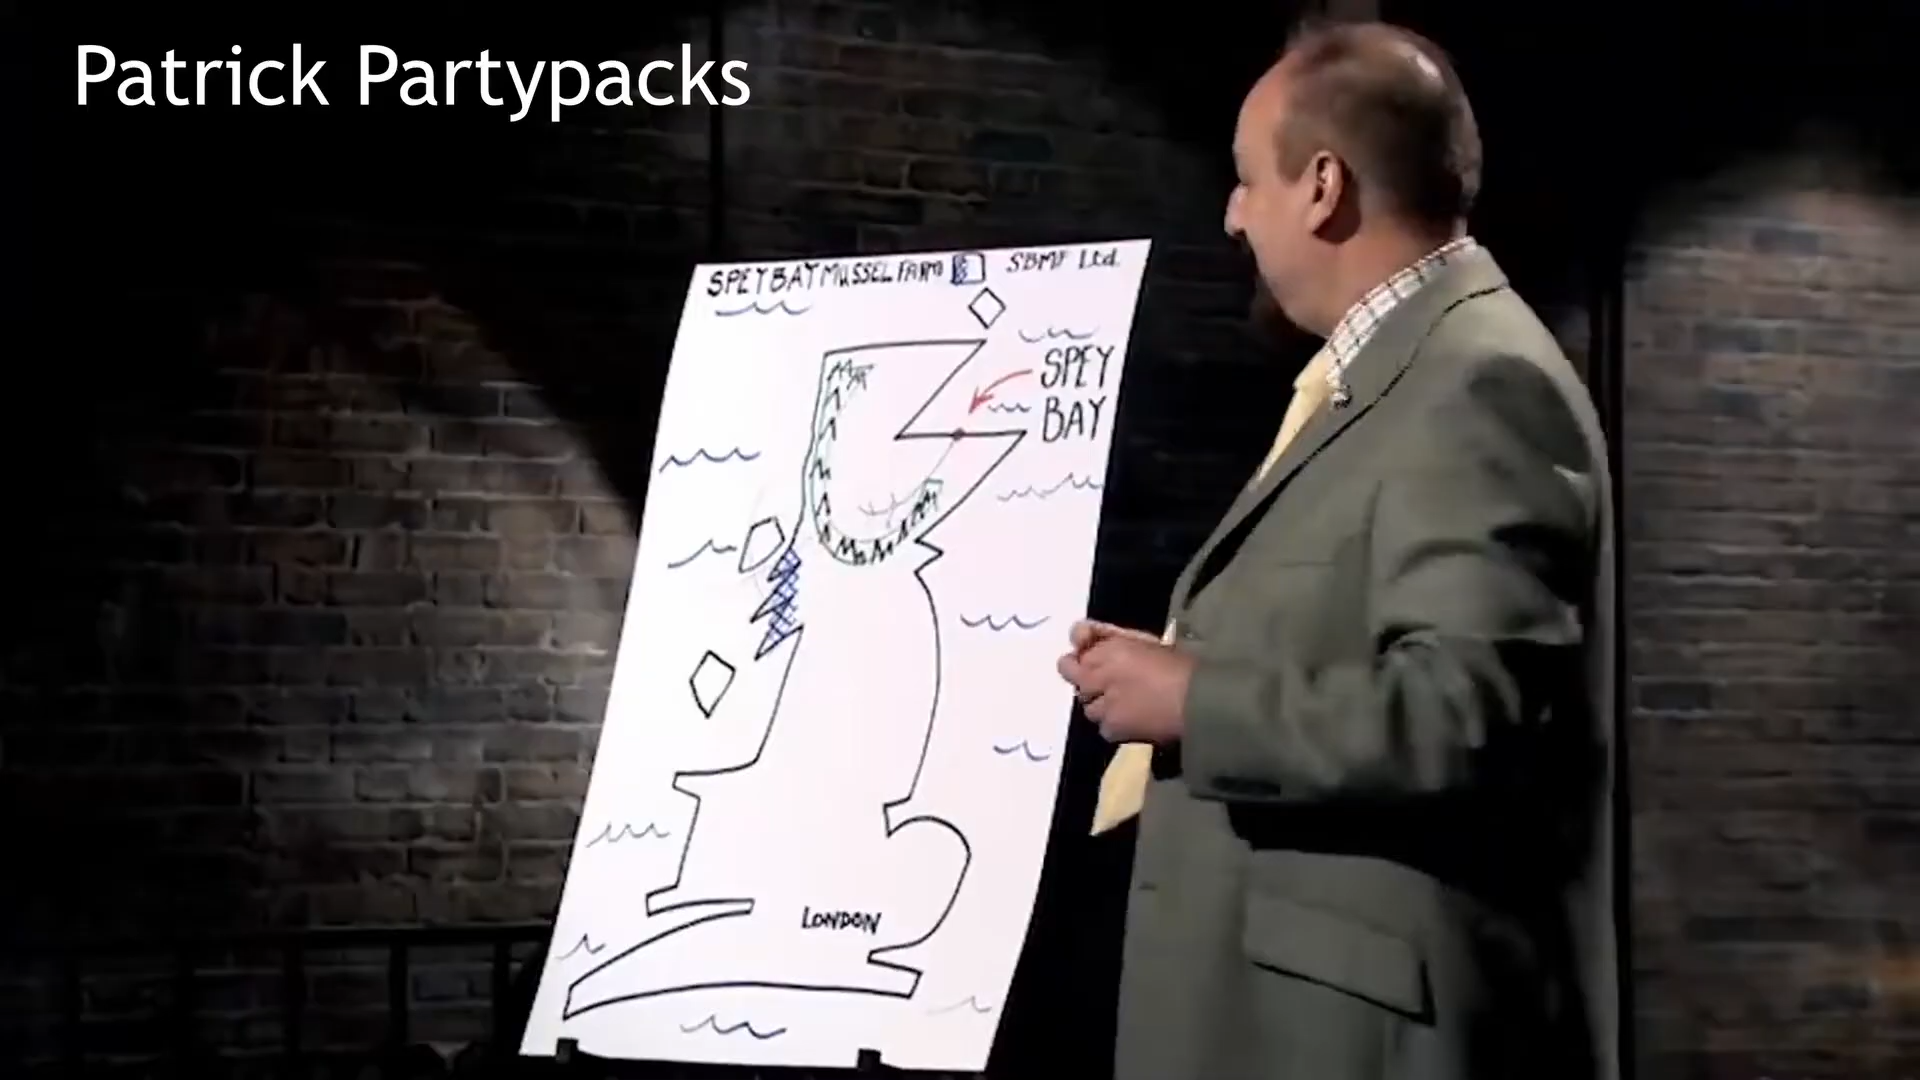 Patrick Partypacks
SPEY BAY MUSSEL FARM SBMF Ltd.
SPEY
BAY
LONDON